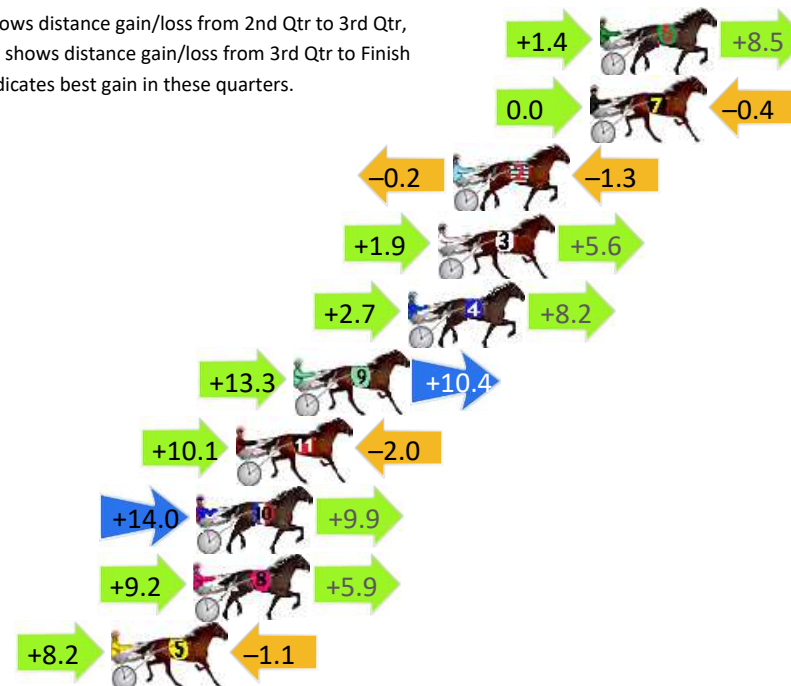 ows distance gain/loss from 2nd Qtr to 3rd Qtr,
shows distance gain/loss from 3rd Qtr to Finish
dicates best gain in these quarters.
+1.4 6 +8.5
0.0 7 –0.4
–0.2 2 –1.3
+1.9 3 +5.6
+2.7 4 +8.2
+13.3 9 +10.4
+10.1 11 –2.0
+14.0 10 +9.9
+9.2 8 +5.9
+8.2 5 –1.1